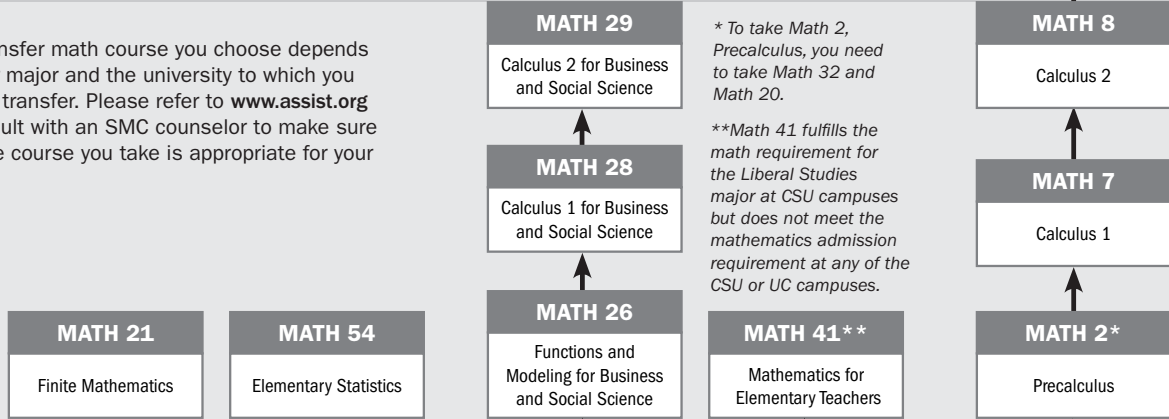 nsfer math course you choose depends
major and the university to which you
transfer. Please refer to www.assist.org
ult with an SMC counselor to make sure
e course you take is appropriate for your
MATH 29
Calculus 2 for Business
and Social Science
MATH 28
Calculus 1 for Business
and Social Science
MATH 26
Functions and
Modeling for Business
and Social Science
* To take Math 2,
Precalculus, you need
to take Math 32 and
Math 20.
**Math 41 fulfills the
math requirement for
the Liberal Studies
major at CSU campuses
but does not meet the
mathematics admission
requirement at any of the
CSU or UC campuses.
MATH 8
Calculus 2
MATH 7
Calculus 1
MATH 2*
Precalculus
MATH 21
Finite Mathematics
MATH 54
Elementary Statistics
MATH 41**
Mathematics for
Elementary Teachers